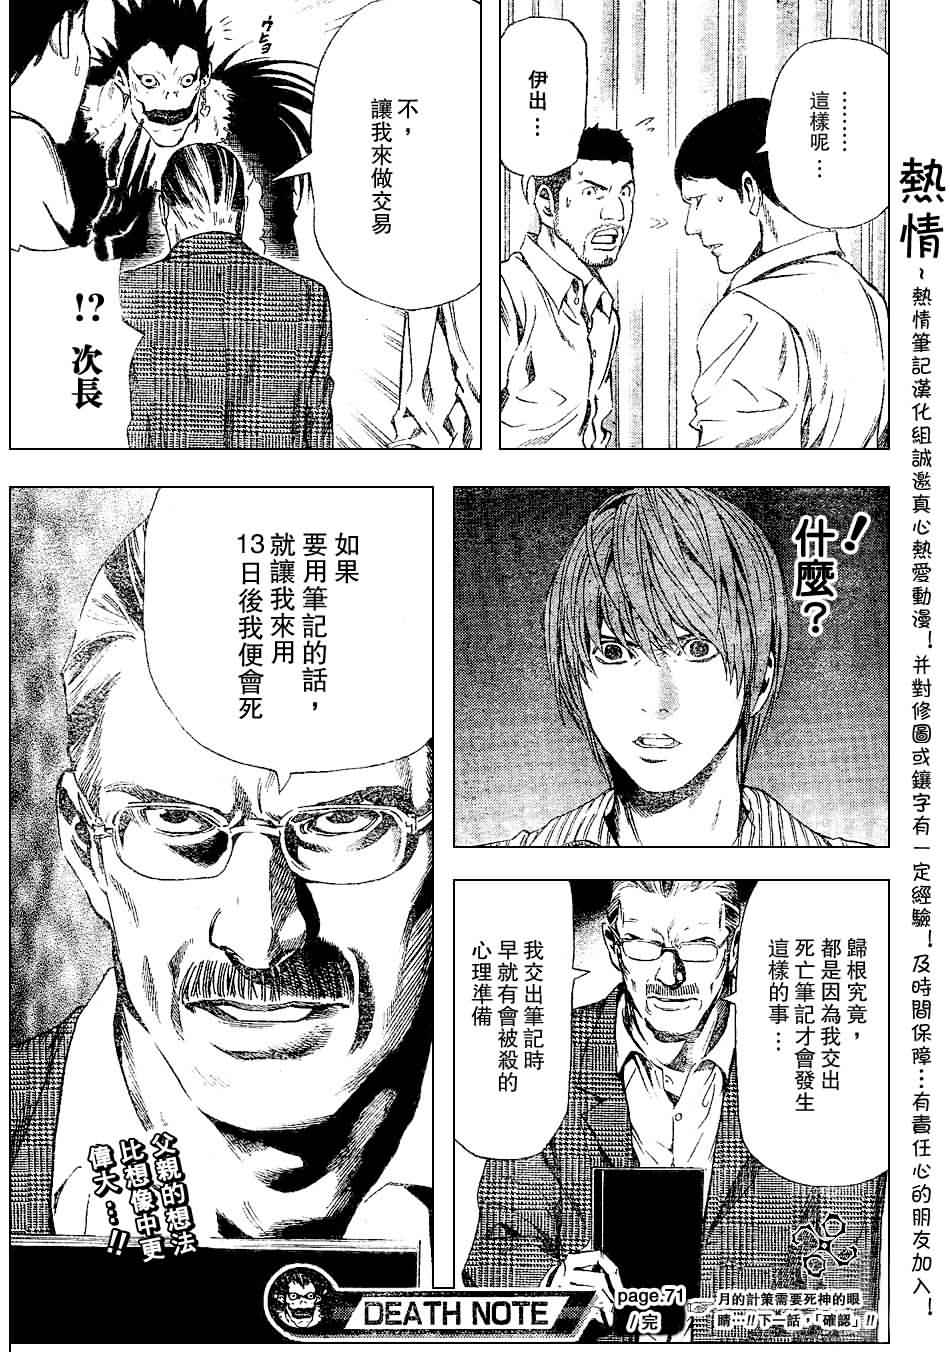 ………
這樣呢…
伊出…
不，
讓我來做交易
!?
次長
！
什麼？
如果
要用筆記的話，
就讓我來用
13日後我便會死
歸根究竟，
都是因為我交出
死亡筆記才會發生
這樣的事…
我交出筆記時
早就有會被殺的
心理準備
父親的想法
比想像中更
偉大…!!
DEATH NOTE
page.71
/完
月的計策需要死神的眼
睛…!!下一話，「確認」!!
熱情
~熱情筆記漢化組誠邀真心熱愛動漫！并對修圖或鑲字有一定經驗！及時間保障…有責任心的朋友加入！